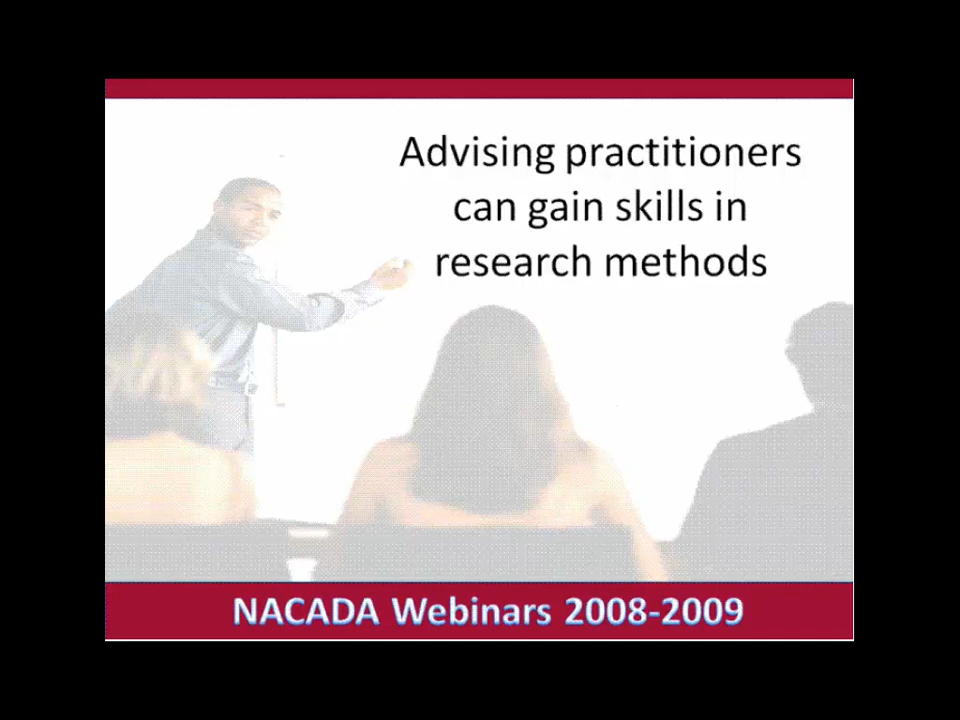 Advising practitioners
can gain skills in
research methods
NACADA Webinars 2008-2009